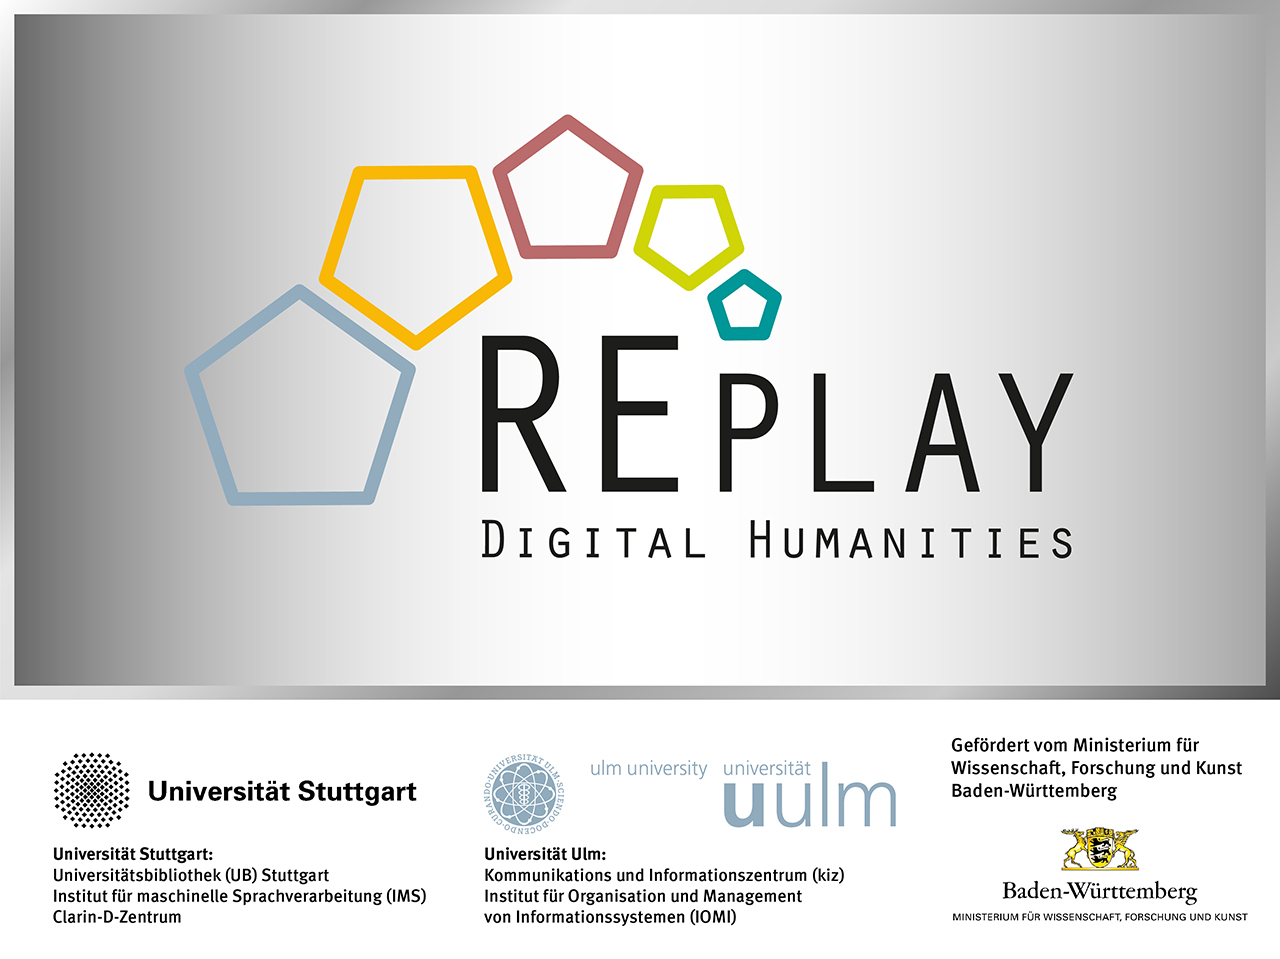 REPLAY
DIGITAL HUMANITIES
Universität Stuttgart
Universität Stuttgart:
Universitätsbibliothek (UB) Stuttgart
Institut für maschinelle Sprachverarbeitung (IMS)
Clarin-D-Zentrum
UNIVERSITÄT ULM·SCIENDO·DOCENDO·CURANDO·
ulm university universität
uulm
Universität Ulm:
Kommunikations und Informationszentrum (kiz)
Institut für Organisation und Management
von Informationssystemen (IOMI)
Gefördert vom Ministerium für
Wissenschaft, Forschung und Kunst
Baden-Württemberg
Baden-Württemberg
MINISTERIUM FÜR WISSENSCHAFT, FORSCHUNG UND KUNST